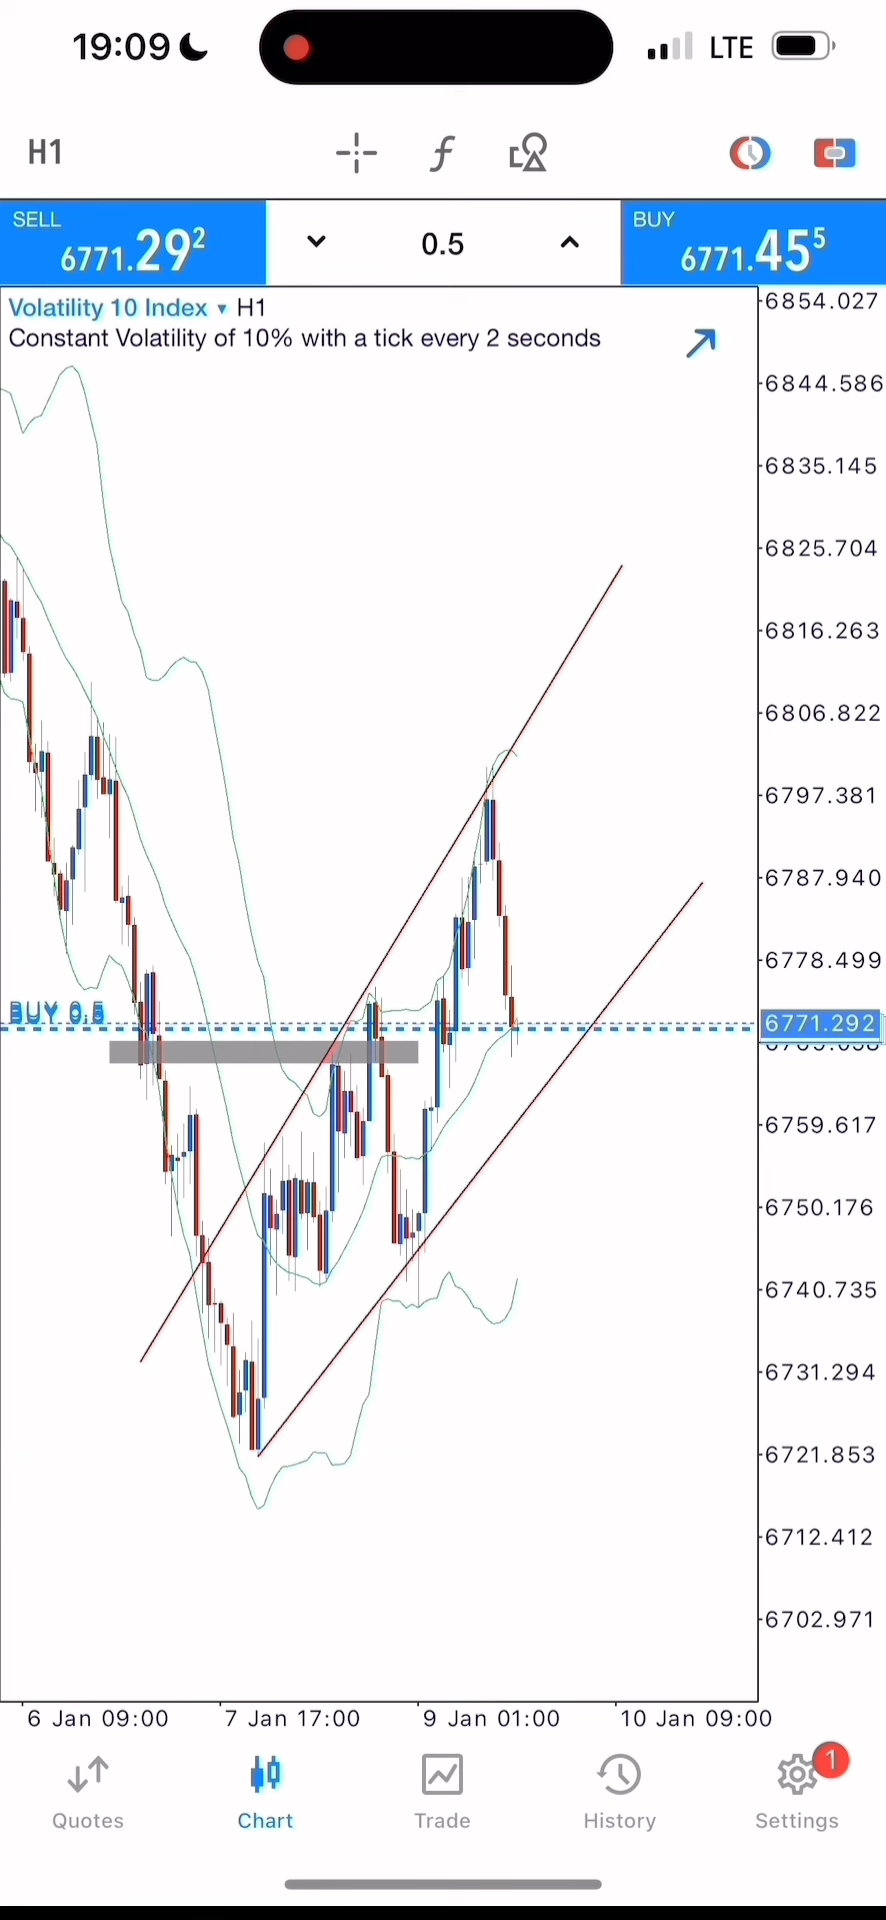 19:09 LTE
H1
SELL 6771.29² 0.5 BUY 6771.45⁵
Volatility 10 Index ▾ H1
Constant Volatility of 10% with a tick every 2 seconds
6854.027
6844.586
6835.145
6825.704
6816.263
6806.822
6797.381
6787.940
6778.499
BUY 0.5
6771.292
6759.617
6750.176
6740.735
6731.294
6721.853
6712.412
6702.971
6 Jan 09:00 7 Jan 17:00 9 Jan 01:00 10 Jan 09:00
1
Quotes Chart Trade History Settings